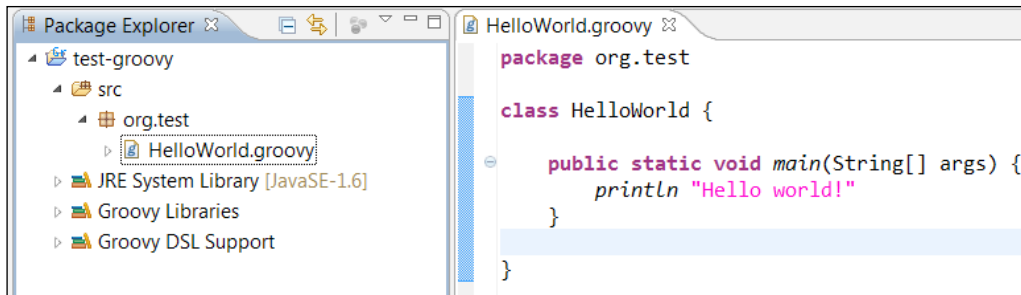 Package Explorer
test-groovy
src
org.test
HelloWorld.groovy
JRE System Library [JavaSE-1.6]
Groovy Libraries
Groovy DSL Support
HelloWorld.groovy
package org.test
class HelloWorld {
public static void main(String[] args) {
println "Hello world!"
}
}